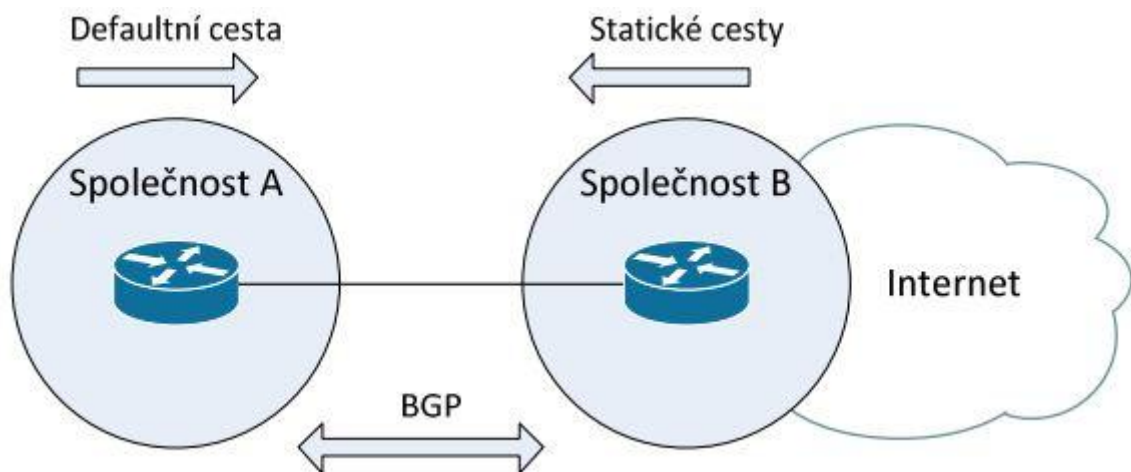 Defaultní cesta
Statické cesty
Společnost A
Společnost B
Internet
BGP